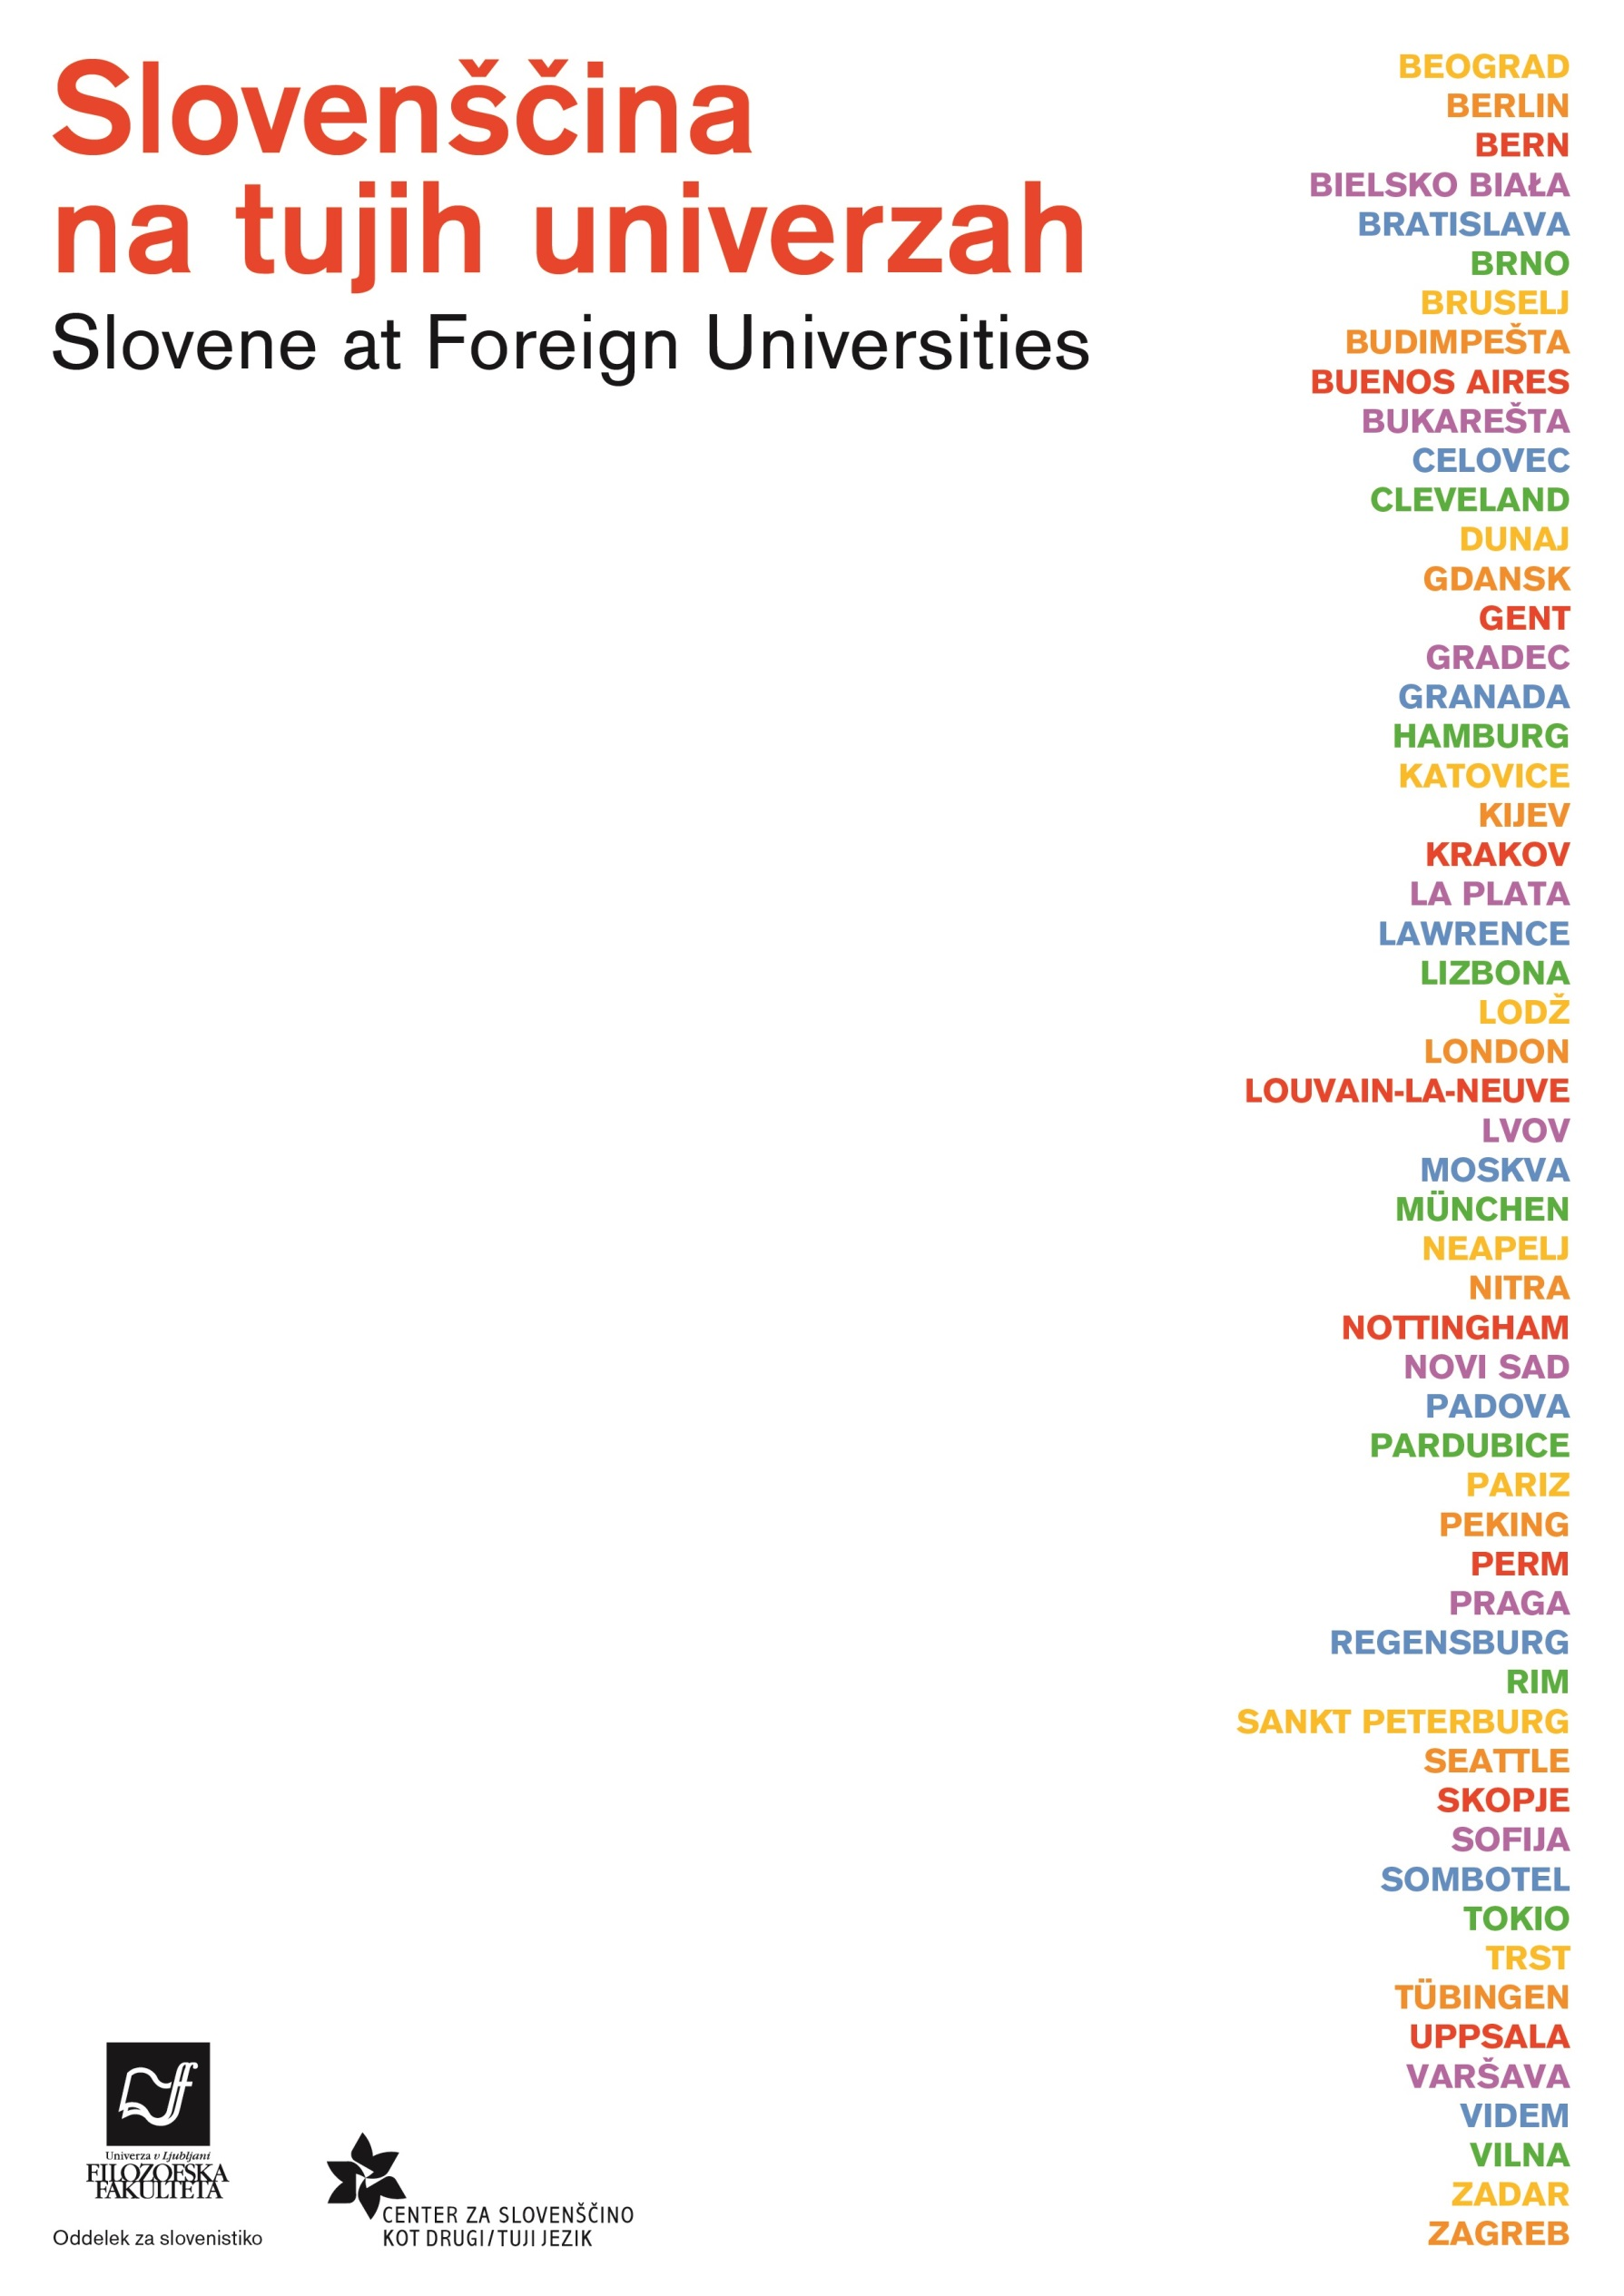 Slovenščina
na tujih univerzah
Slovene at Foreign Universities
BEOGRAD
BERLIN
BERN
BIELSKO BIAŁA
BRATISLAVA
BRNO
BRUSELJ
BUDIMPEŠTA
BUENOS AIRES
BUKAREŠTA
CELOVEC
CLEVELAND
DUNAJ
GDANSK
GENT
GRADEC
GRANADA
HAMBURG
KATOVICE
KIJEV
KRAKOV
LA PLATA
LAWRENCE
LIZBONA
LODŽ
LONDON
LOUVAIN-LA-NEUVE
LVOV
MOSKVA
MÜNCHEN
NEAPELJ
NITRA
NOTTINGHAM
NOVI SAD
PADOVA
PARDUBICE
PARIZ
PEKING
PERM
PRAGA
REGENSBURG
RIM
SANKT PETERBURG
SEATTLE
SKOPJE
SOFIJA
SOMBOTEL
TOKIO
TRST
TÜBINGEN
UPPSALA
VARŠAVA
VIDEM
VILNA
ZADAR
ZAGREB
Univerza v Ljubljani
FILOZOFSKA
FAKULTETA
Oddelek za slovenistiko
CENTER ZA SLOVENŠČINO
KOT DRUGI/TUJI JEZIK